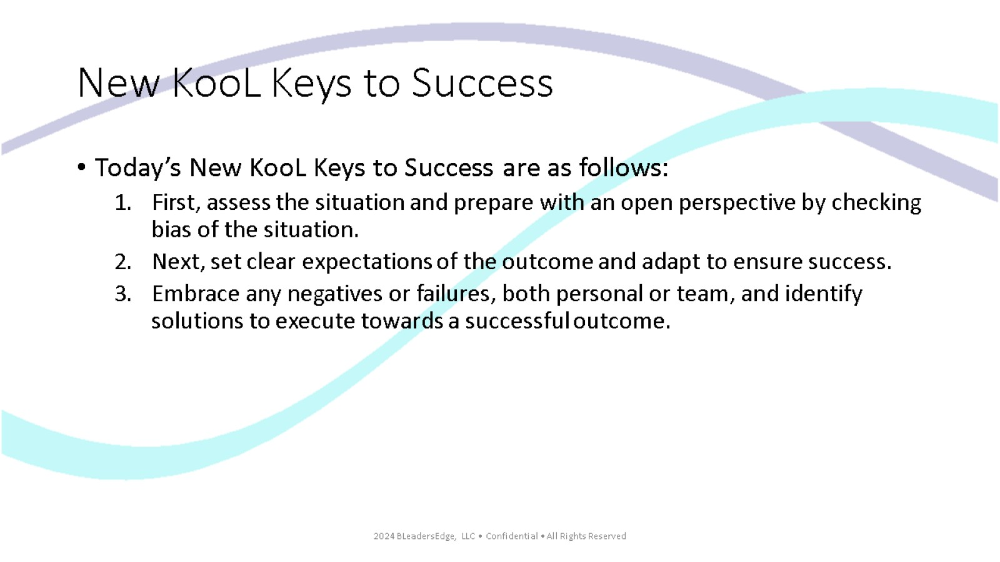 New KooL Keys to Success
• Today’s New KooL Keys to Success are as follows:
1. First, assess the situation and prepare with an open perspective by checking
bias of the situation.
2. Next, set clear expectations of the outcome and adapt to ensure success.
3. Embrace any negatives or failures, both personal or team, and identify
solutions to execute towards a successful outcome.
2024 BLeadersEdge, LLC • Confidential • All Rights Reserved